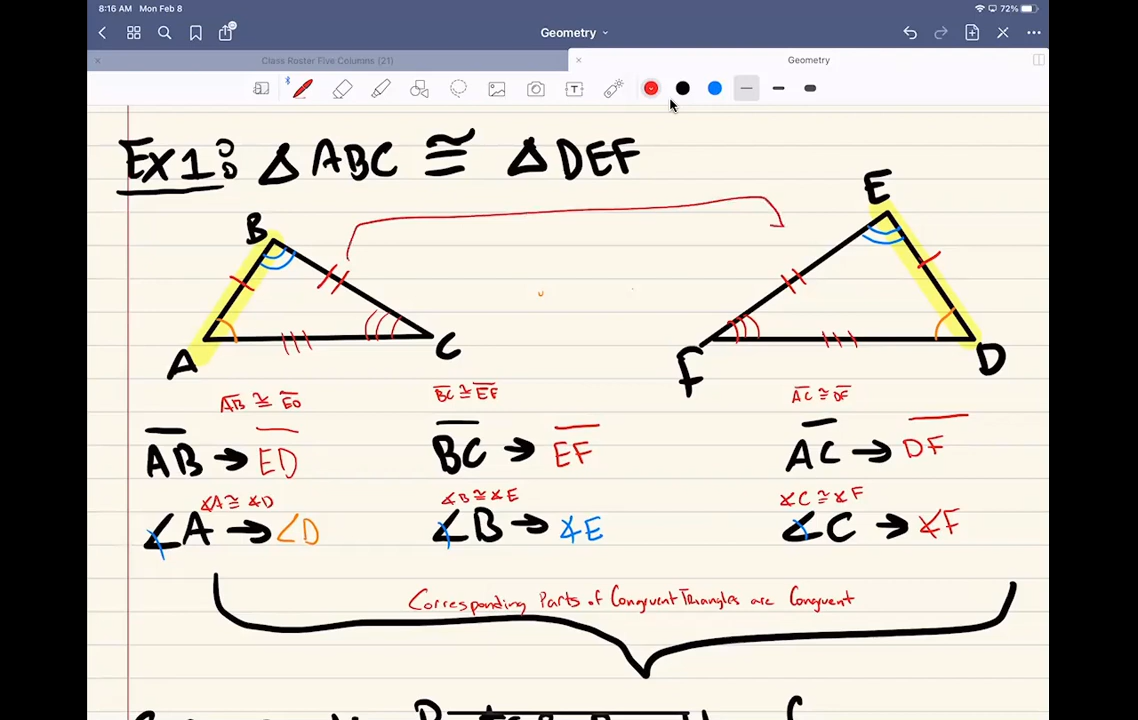 8:16 AM Mon Feb 8
72%
Geometry
Class Roster Five Columns (21)
Geometry
T
EX1: △ABC ≅ △DEF
B
E
A
C
F
D
AB ≅ ED
BC ≅ EF
AC ≅ DF
AB → ED
BC → EF
AC → DF
∡A ≅ ∡D
∡B ≅ ∡E
∡C ≅ ∡F
∡A → ∠D
∡B → ∡E
∡C → ∡F
Corresponding Parts of Congruent Triangles are Congruent